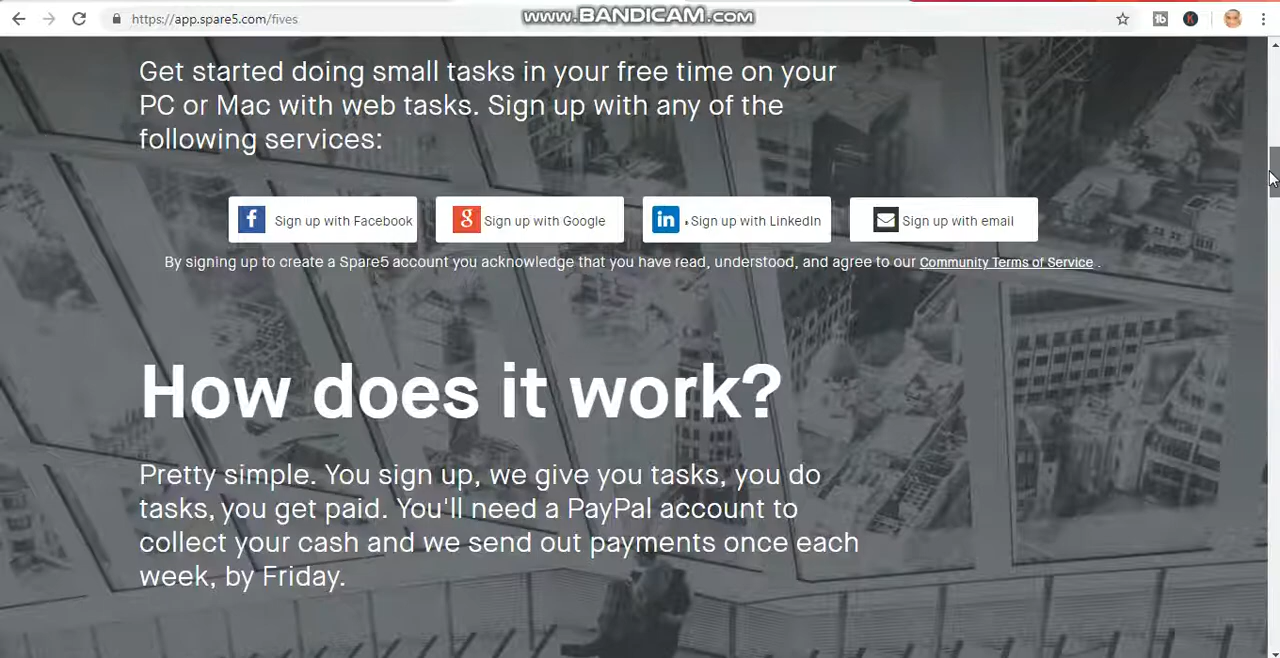 https://app.spare5.com/fives
www.BANDICAM.com
Get started doing small tasks in your free time on your
PC or Mac with web tasks. Sign up with any of the
following services:
Sign up with Facebook
Sign up with Google
Sign up with LinkedIn
Sign up with email
By signing up to create a Spare5 account you acknowledge that you have read, understood, and agree to our Community Terms of Service .
How does it work?
Pretty simple. You sign up, we give you tasks, you do
tasks, you get paid. You'll need a PayPal account to
collect your cash and we send out payments once each
week, by Friday.